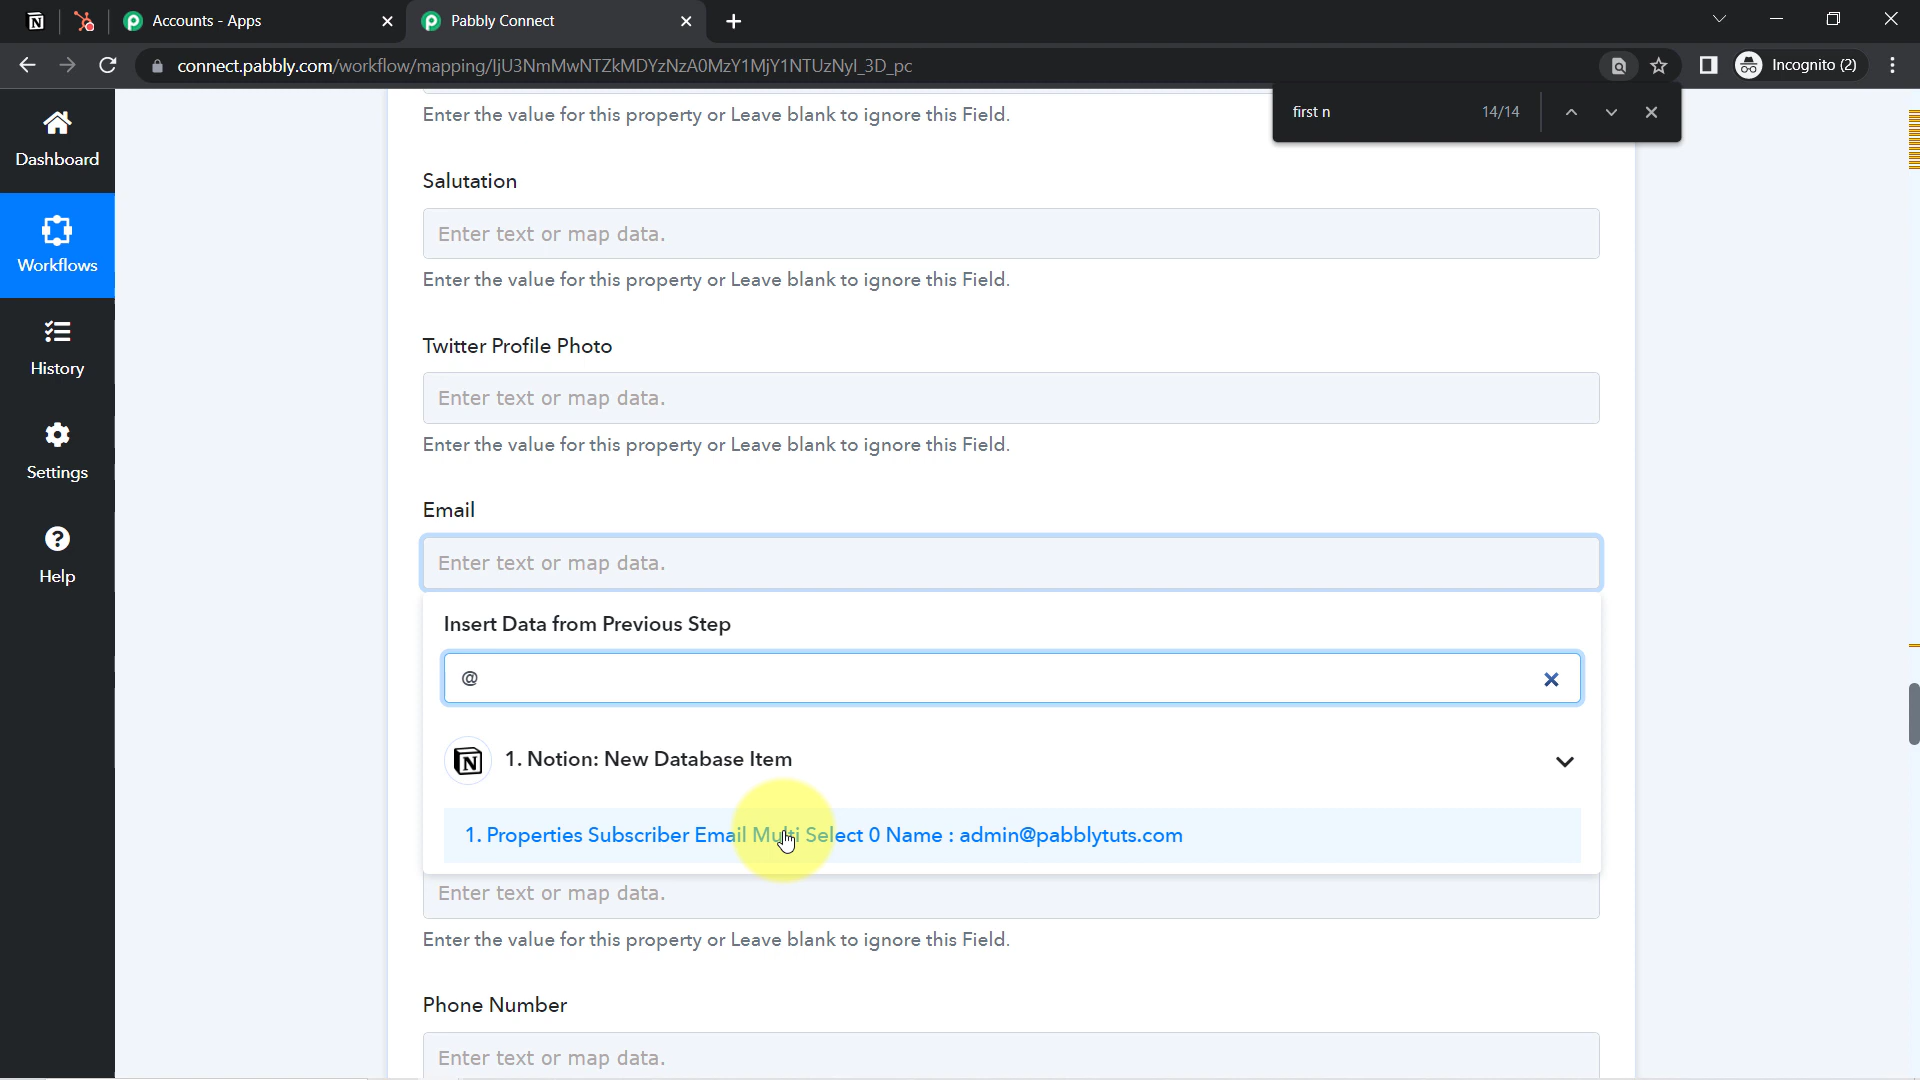 Accounts - Apps
Pabbly Connect
connect.pabbly.com/workflow/mapping/IjU3NmMwNTZkMDYzNzA0MzY1MjY1NTUzNyI_3D_pc
Incognito (2)
first n
14/14
Dashboard
Workflows
History
Settings
Help
Enter the value for this property or Leave blank to ignore this Field.
Salutation
Enter text or map data.
Enter the value for this property or Leave blank to ignore this Field.
Twitter Profile Photo
Enter text or map data.
Enter the value for this property or Leave blank to ignore this Field.
Email
Enter text or map data.
Insert Data from Previous Step
@
1. Notion: New Database Item
1. Properties Subscriber Email Multi Select 0 Name : admin@pabblytuts.com
Enter text or map data.
Enter the value for this property or Leave blank to ignore this Field.
Phone Number
Enter text or map data.